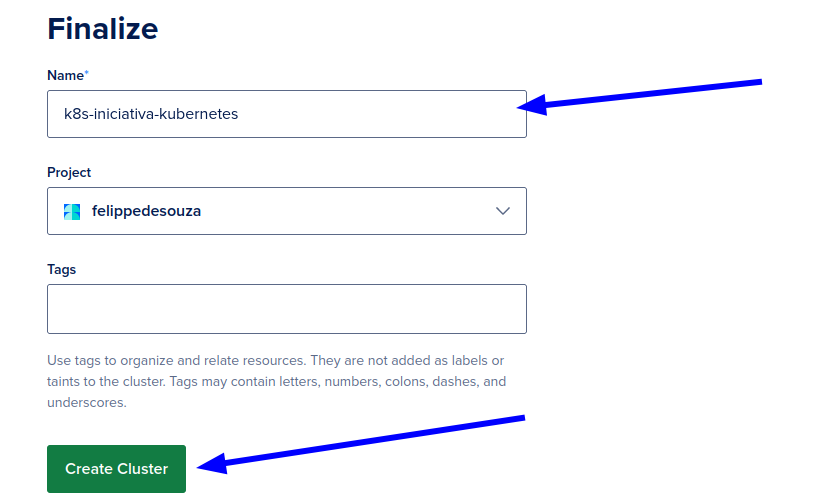 Finalize
Name*
k8s-iniciativa-kubernetes
Project
felippedesouza
Tags
Use tags to organize and relate resources. They are not added as labels or
taints to the cluster. Tags may contain letters, numbers, colons, dashes, and
underscores.
Create Cluster